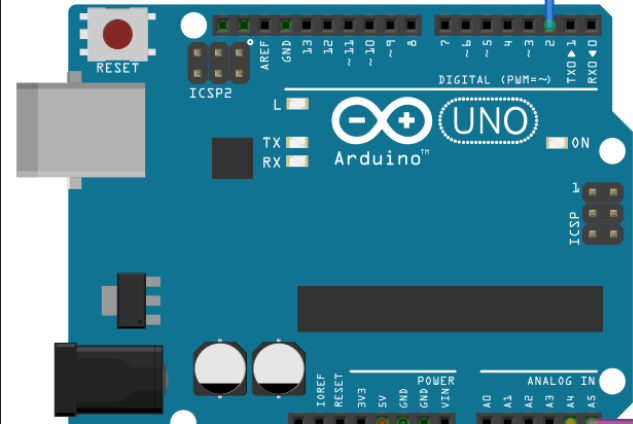 RESET
ICSP2
AREF
GND
13
12
~11
~10
~9
8
7
~6
~5
4
~3
2
TX0 ▶ 1
RX0 ◀ 0
DIGITAL (PWM=~)
L
TX
RX
Arduino™
UNO
ON
1
ICSP
POWER
ANALOG IN
IOREF
RESET
3V3
5V
GND
GND
VIN
A0
A1
A2
A3
A4
A5